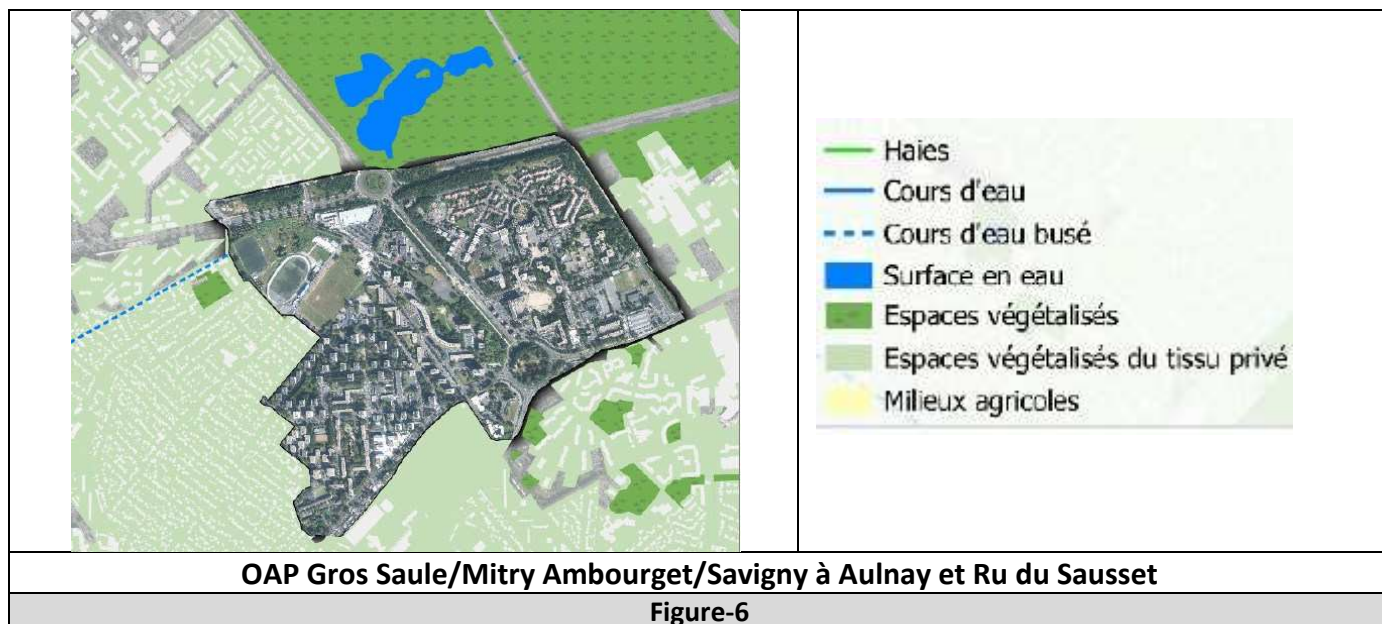 Haies
Cours d'eau
Cours d'eau busé
Surface en eau
Espaces végétalisés
Espaces végétalisés du tissu privé
Milieux agricoles
OAP Gros Saule/Mitry Ambourget/Savigny à Aulnay et Ru du Sausset
Figure-6